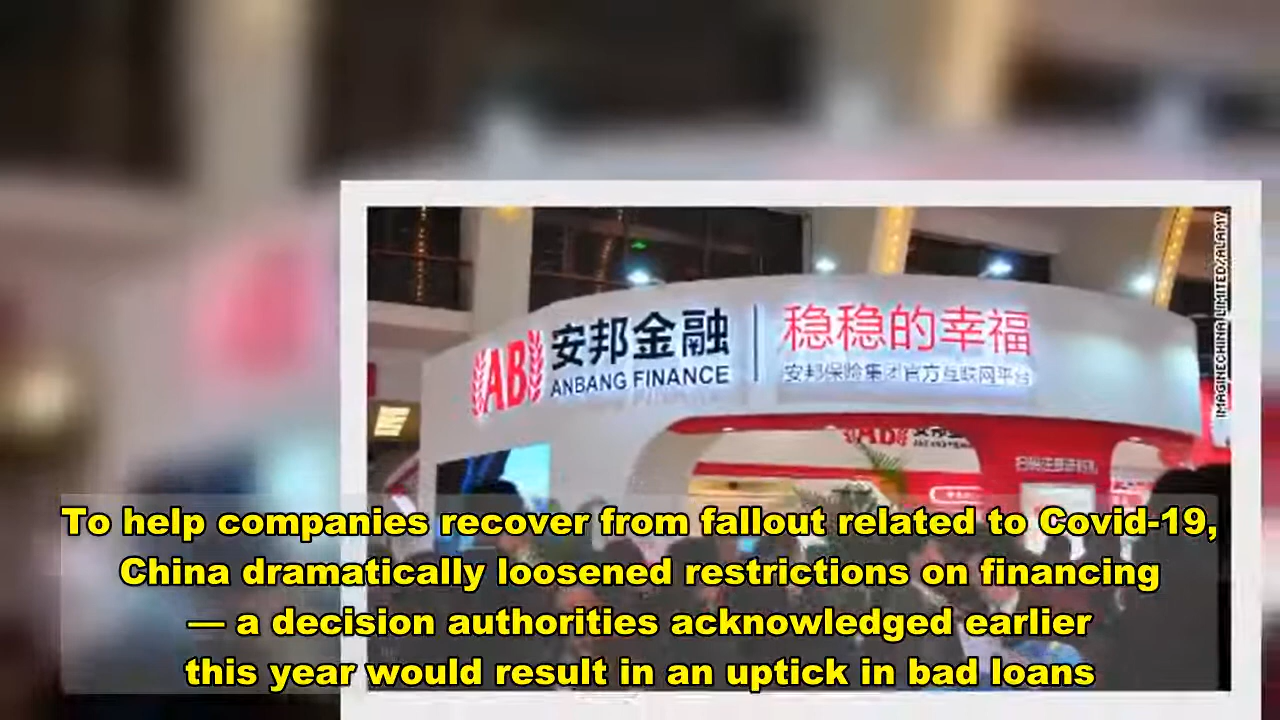 IMAGINECHINA LIMITED/ALAMY
AB 安邦金融 | 稳稳的幸福
ANBANG FINANCE
安邦保险集团官方互联网平台
To help companies recover from fallout related to Covid-19,
China dramatically loosened restrictions on financing
— a decision authorities acknowledged earlier
this year would result in an uptick in bad loans